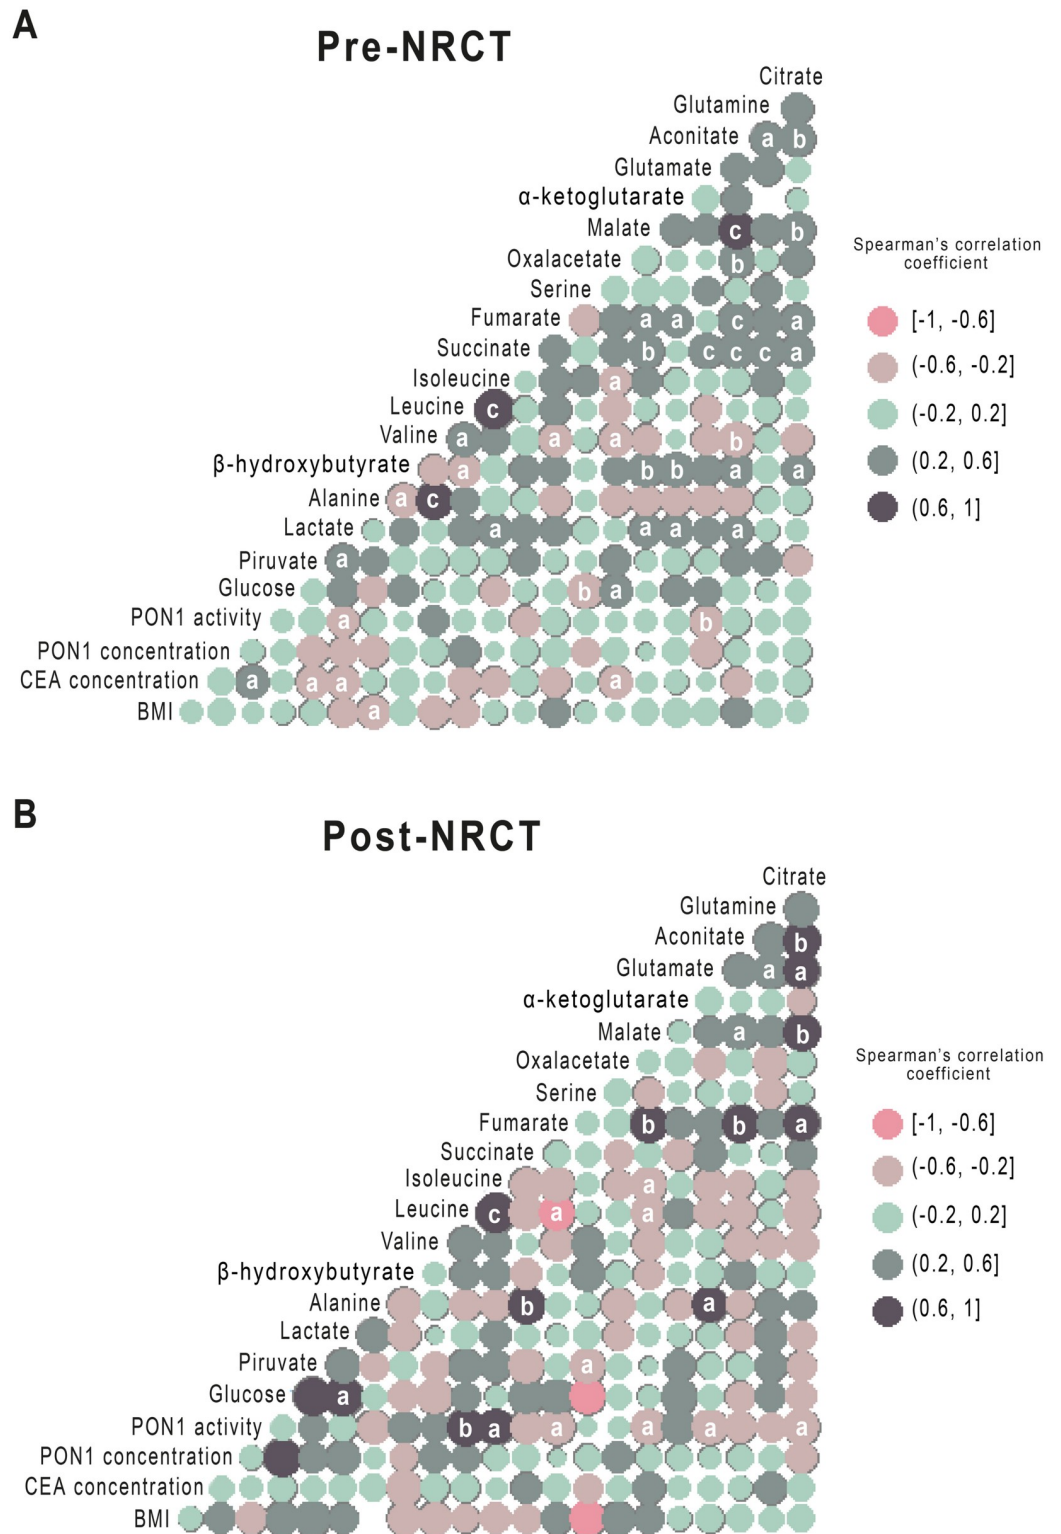 A
Pre-NRCT
Citrate
Glutamine
Aconitate a b
Glutamate
α-ketoglutarate
Malate c b
Oxalacetate b
Serine
Fumarate a a c a
Succinate b c c c a
Isoleucine a
Leucine c
Valine a a a b
β-hydroxybutyrate a b b a a
Alanine a c
Lactate a a a a
Piruvate a
Glucose b a
PON1 activity a b
PON1 concentration
CEA concentration a a a a
BMI a
Spearman's correlation
coefficient
[-1, -0.6]
(-0.6, -0.2]
(-0.2, 0.2]
(0.2, 0.6]
(0.6, 1]
B
Post-NRCT
Citrate
Glutamine
Aconitate b
Glutamate a a
α-ketoglutarate
Malate a b
Oxalacetate
Serine
Fumarate b b a
Succinate
Isoleucine a
Leucine c a a
Valine
β-hydroxybutyrate
Alanine b a
Lactate
Piruvate a
Glucose a
PON1 activity b a a a a a
PON1 concentration
CEA concentration
BMI
Spearman's correlation
coefficient
[-1, -0.6]
(-0.6, -0.2]
(-0.2, 0.2]
(0.2, 0.6]
(0.6, 1]